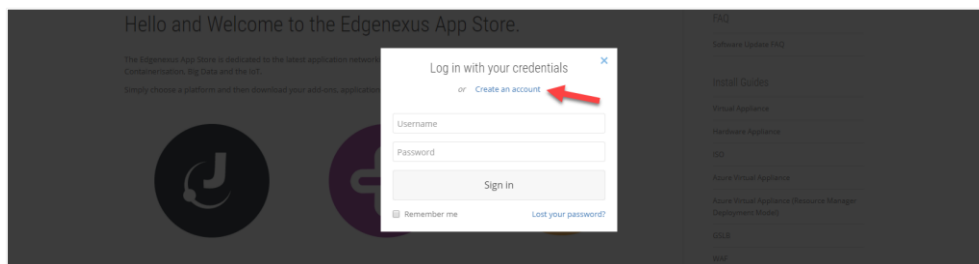 Hello and Welcome to the Edgenexus App Store.
The Edgenexus App Store is dedicated to the latest application networki
Containerisation, Big Data and the IoT.
Simply choose a platform and then download your add-ons, application
Log in with your credentials
or Create an account
Username
Password
Sign in
Remember me
Lost your password?
FAQ
Software Update FAQ
Install Guides
Virtual Appliance
Hardware Appliance
ISO
Azure Virtual Appliance
Azure Virtual Appliance (Resource Manager
Deployment Model)
GSLB
WAF